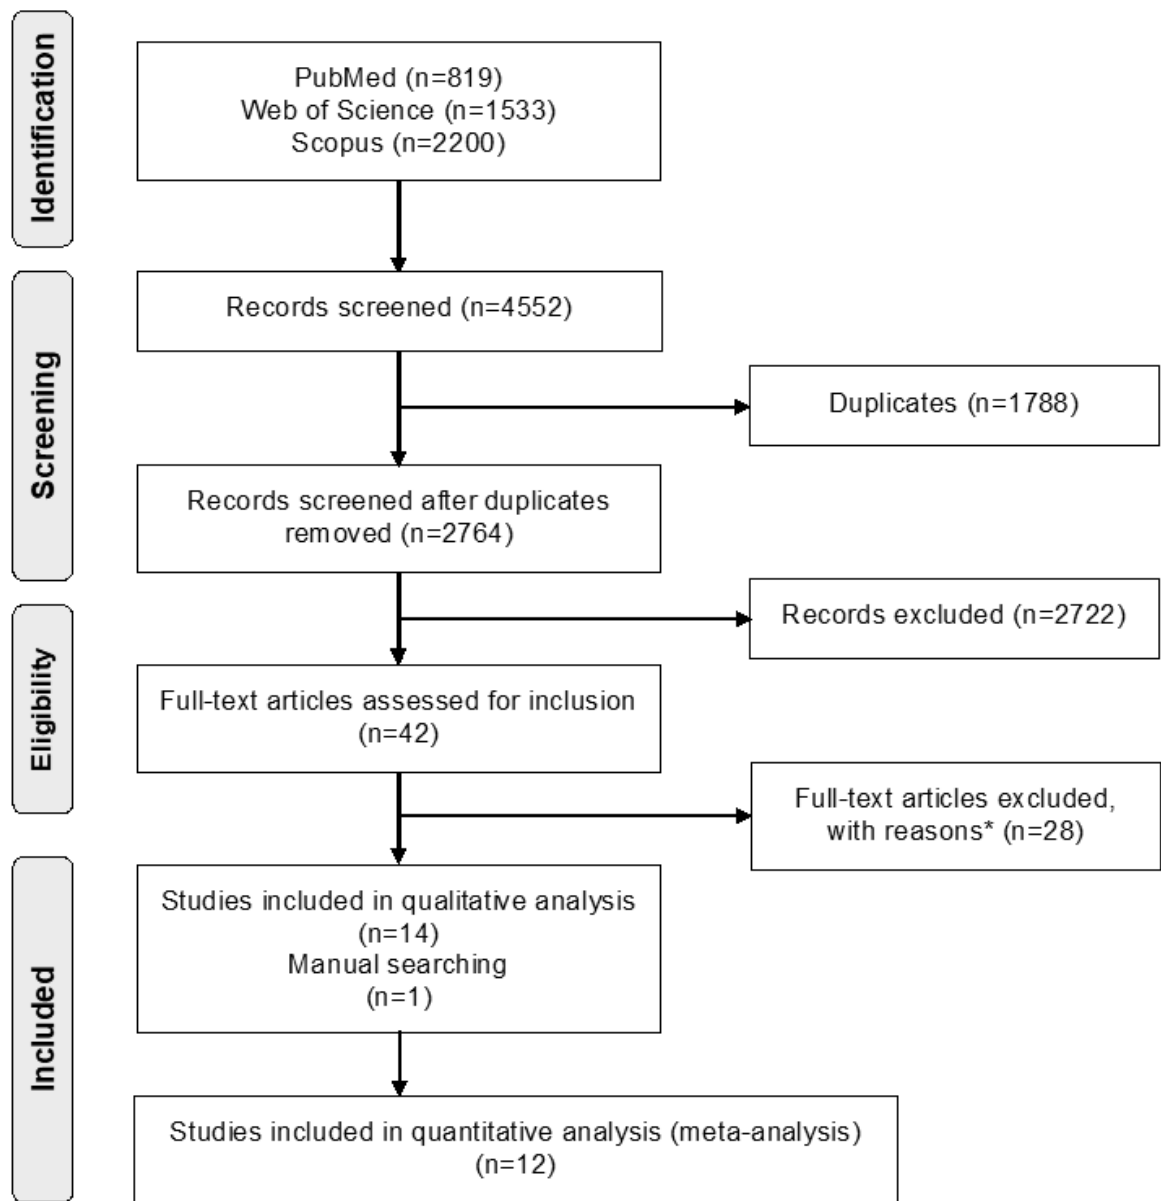 Identification
PubMed (n=819)
Web of Science (n=1533)
Scopus (n=2200)
Screening
Records screened (n=4552)
Duplicates (n=1788)
Records screened after duplicates
removed (n=2764)
Eligibility
Records excluded (n=2722)
Full-text articles assessed for inclusion
(n=42)
Full-text articles excluded,
with reasons* (n=28)
Included
Studies included in qualitative analysis
(n=14)
Manual searching
(n=1)
Studies included in quantitative analysis (meta-analysis)
(n=12)